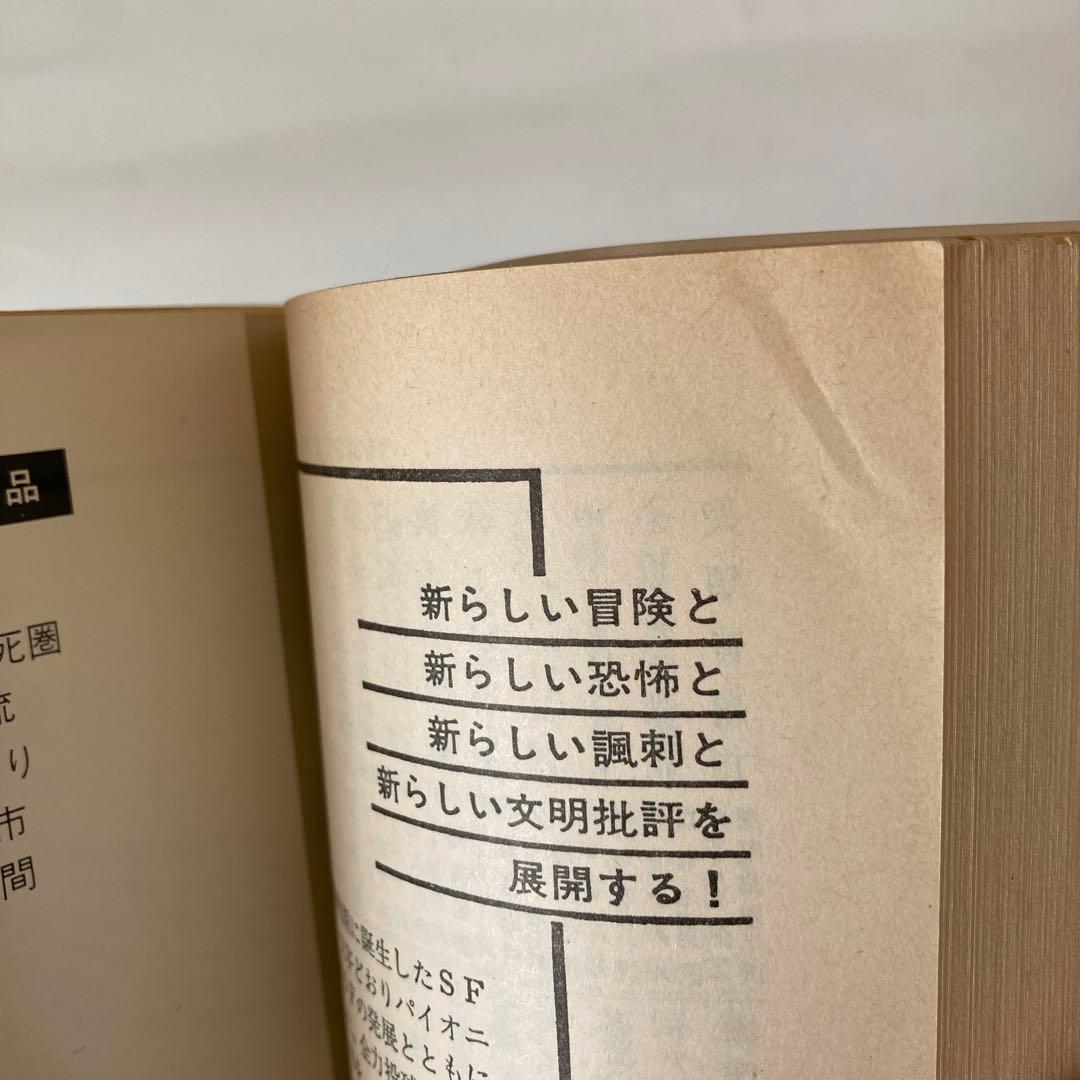 品
死圏
流
り
市
間
新らしい冒険と
新らしい恐怖と
新らしい諷刺と
新らしい文明批評を
展開する!
に誕生したSF
どおりパイオニ
の発展とともに
全力投